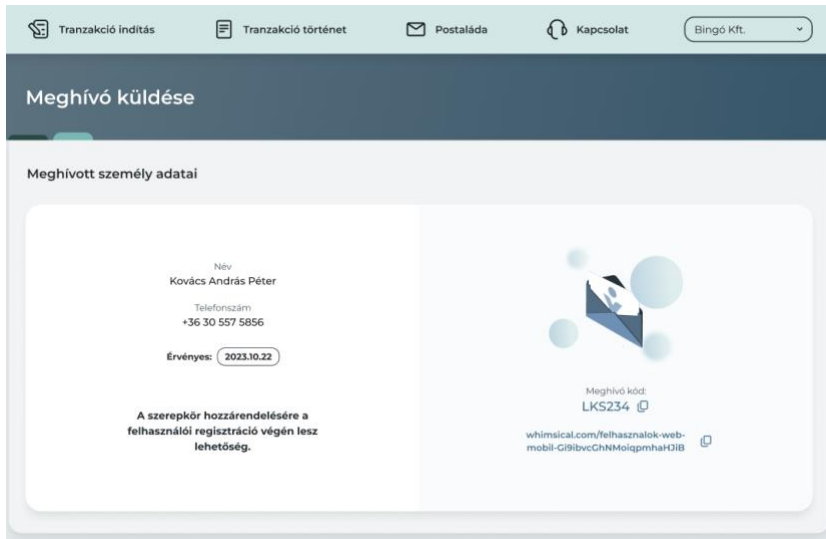 Tranzakció indítás
Tranzakció történet
Postaláda
Kapcsolat
Bingó Kft.
Meghívó küldése
Meghívott személy adatai
Név
Kovács András Péter
Telefonszám
+36 30 557 5856
Érvényes: 2023.10.22
A szerepkör hozzárendelésére a
felhasználói regisztráció végén lesz
lehetőség.
Meghívó kód:
LKS234
whimsical.com/felhasznalok-web-
mobil-Gi9ibvcGhNMoiqpmhaHJiB